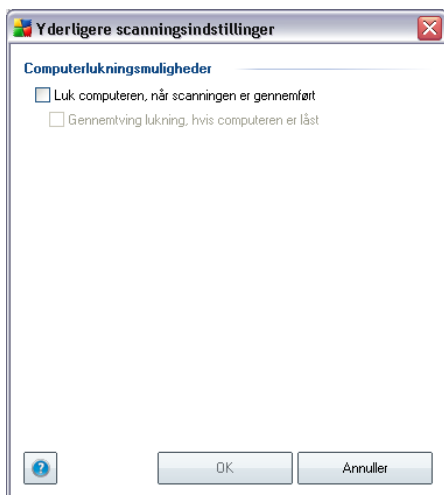 Yderligere scanningsindstillinger
Computerlukningsmuligheder
Luk computeren, når scanningen er gennemført
Gennemtving lukning, hvis computeren er låst
OK
Annuller